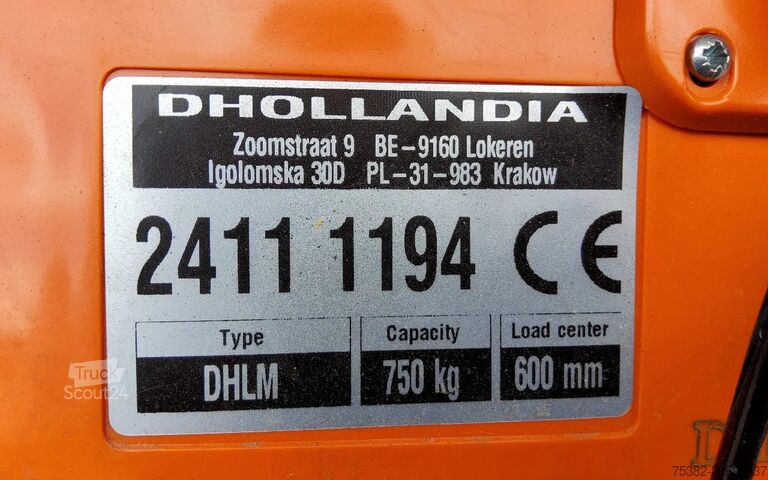 DHOLLANDIA
Zoomstraat 9 BE-9160 Lokeren
Igolomska 30D PL-31-983 Krakow
2411 1194 CE
Type Capacity Load center
DHLM 750 kg 600 mm
Truck
Scout24